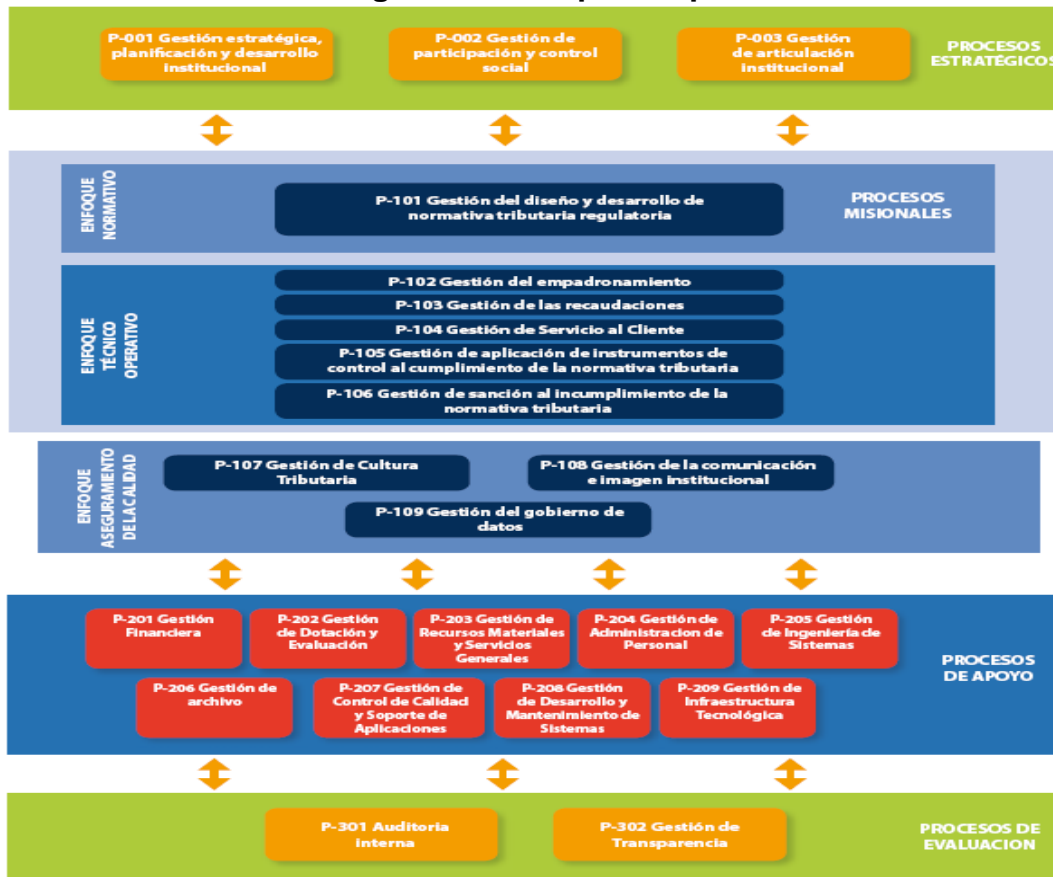 P-001 Gestión estratégica,
planificación y desarrollo
institucional
P-002 Gestión de
participación y control
social
P-003 Gestión
de articulación
institucional
PROCESOS
ESTRATÉGICOS
ENFOQUE
NORMATIVO
P-101 Gestión del diseño y desarrollo de
normativa tributaria regulatoria
PROCESOS
MISIONALES
ENFOQUE
TÉCNICO
OPERATIVO
P-102 Gestión del empadronamiento
P-103 Gestión de las recaudaciones
P-104 Gestión de Servicio al Cliente
P-105 Gestión de aplicación de instrumentos de
control al cumplimiento de la normativa tributaria
P-106 Gestión de sanción al incumplimiento de la
normativa tributaria
ENFOQUE
ASEGURAMIENTO
DE LA CALIDAD
P-107 Gestión de Cultura
Tributaria
P-108 Gestión de la comunicación
e imagen institucional
P-109 Gestión del gobierno de
datos
P-201 Gestión
Financiera
P-202 Gestión
de Dotación y
Evaluación
P-203 Gestión de
Recursos Materiales
y Servicios
Generales
P-204 Gestión de
Administracion de
Personal
P-205 Gestión
de Ingeniería de
Sistemas
PROCESOS
DE APOYO
P-206 Gestión de
archivo
P-207 Gestión de
Control de Calidad
y Soporte de
Aplicaciones
P-208 Gestión
de Desarrollo y
Mantenimiento de
Sistemas
P-209 Gestión de
Infraestructura
Tecnológica
P-301 Auditoria
interna
P-302 Gestión de
Transparencia
PROCESOS DE
EVALUACION